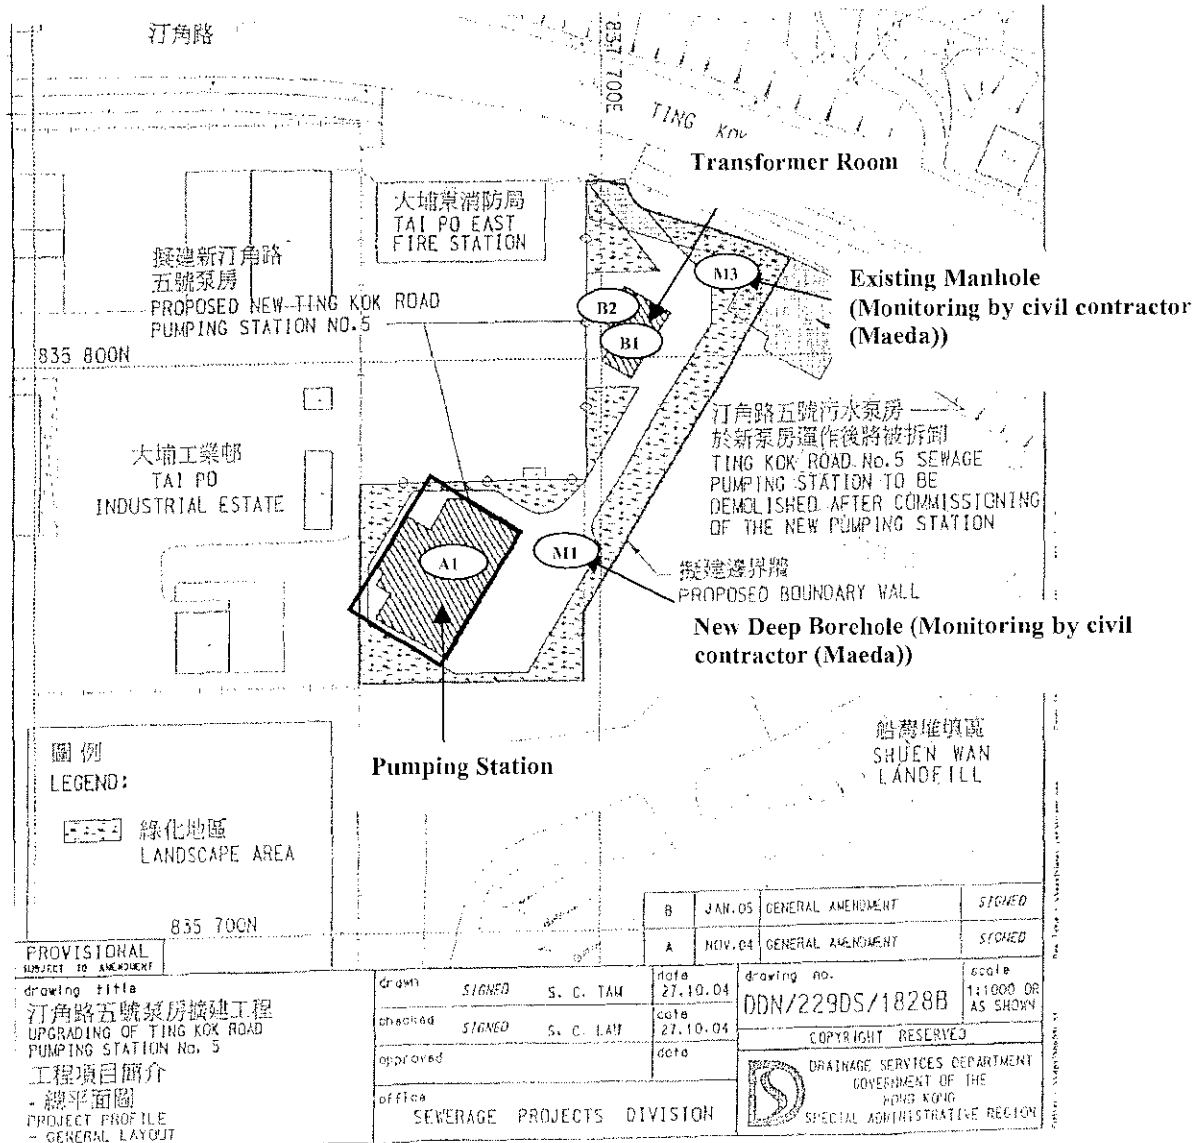 汀角路
837 700E
TING KOK
Transformer Room
大埔東消防局
TAI PO EAST
FIRE STATION
擬建新汀角路
五號泵房
PROPOSED NEW TING KOK ROAD
PUMPING STATION NO.5
M3
B2
B1
Existing Manhole
(Monitoring by civil contractor
(Maeda))
835 800N
汀角路五號污水泵房
於新泵房運作後將被拆卸
TING KOK ROAD No.5 SEWAGE
PUMPING STATION TO BE
DEMOLISHED AFTER COMMISSIONING
OF THE NEW PUMPING STATION
大埔工業邨
TAI PO
INDUSTRIAL ESTATE
A1
M1
擬建邊界牆
PROPOSED BOUNDARY WALL
New Deep Borehole (Monitoring by civil
contractor (Maeda))
Pumping Station
船灣堆填區
SHUEN WAN
LANDFILL
圖例
LEGEND:
綠化地區
LANDSCAPE AREA
835 700N
B JAN.05 GENERAL AMENDMENT SIGNED
A NOV.04 GENERAL AMENDMENT SIGNED
PROVISIONAL
SUBJECT TO AMENDMENT
drawing title
汀角路五號泵房擴建工程
UPGRADING OF TING KOK ROAD
PUMPING STATION No. 5
工程項目簡介
- 總平面圖
PROJECT PROFILE
- GENERAL LAYOUT
drawn SIGNED S. C. TAM date 27.10.04
checked SIGNED S. C. LAW date 27.10.04
approved date
office
SEWERAGE PROJECTS DIVISION
drawing no.
DDN/229DS/1828B
scale
1:1000 OR
AS SHOWN
COPYRIGHT RESERVED
DRAINAGE SERVICES DEPARTMENT
GOVERNMENT OF THE
HONG KONG
SPECIAL ADMINISTRATIVE REGION